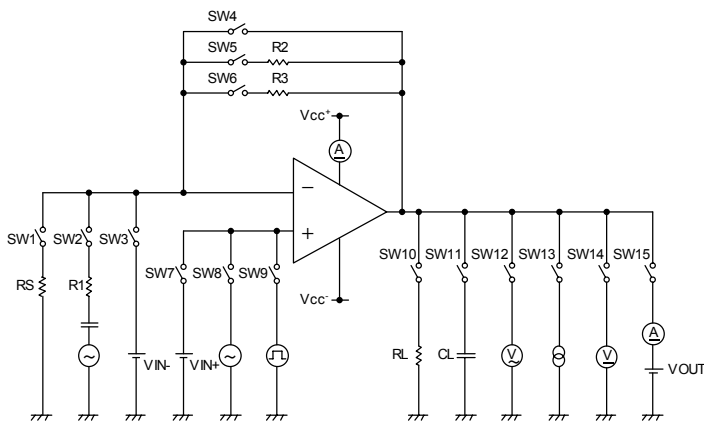 SW4
SW5 R2
SW6 R3
Vcc+
A
SW1 SW2 SW3
SW7 SW8 SW9
SW10 SW11 SW12 SW13 SW14 SW15
RS R1
VIN- VIN+
Vcc-
RL CL V V
A
VOUT